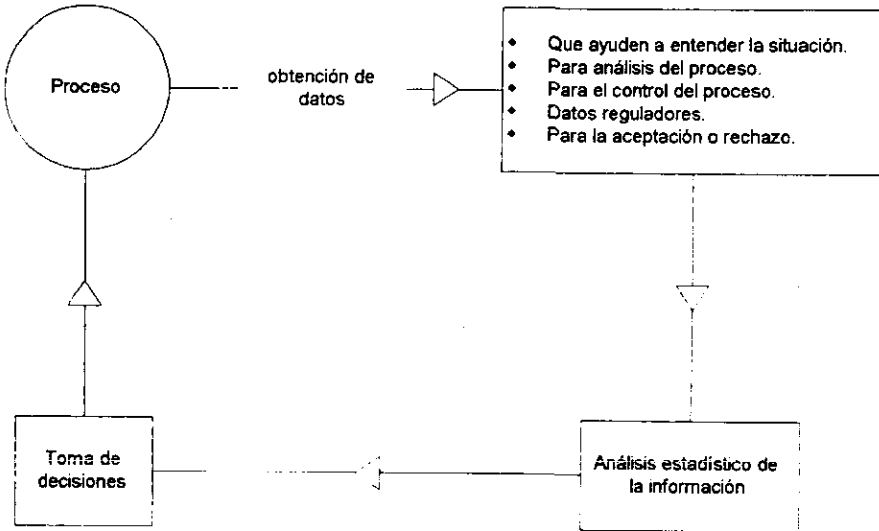 Proceso
obtención de
datos
• Que ayuden a entender la situación.
• Para análisis del proceso.
• Para el control del proceso.
• Datos reguladores.
• Para la aceptación o rechazo.
Toma de
decisiones
Análisis estadístico de
la información